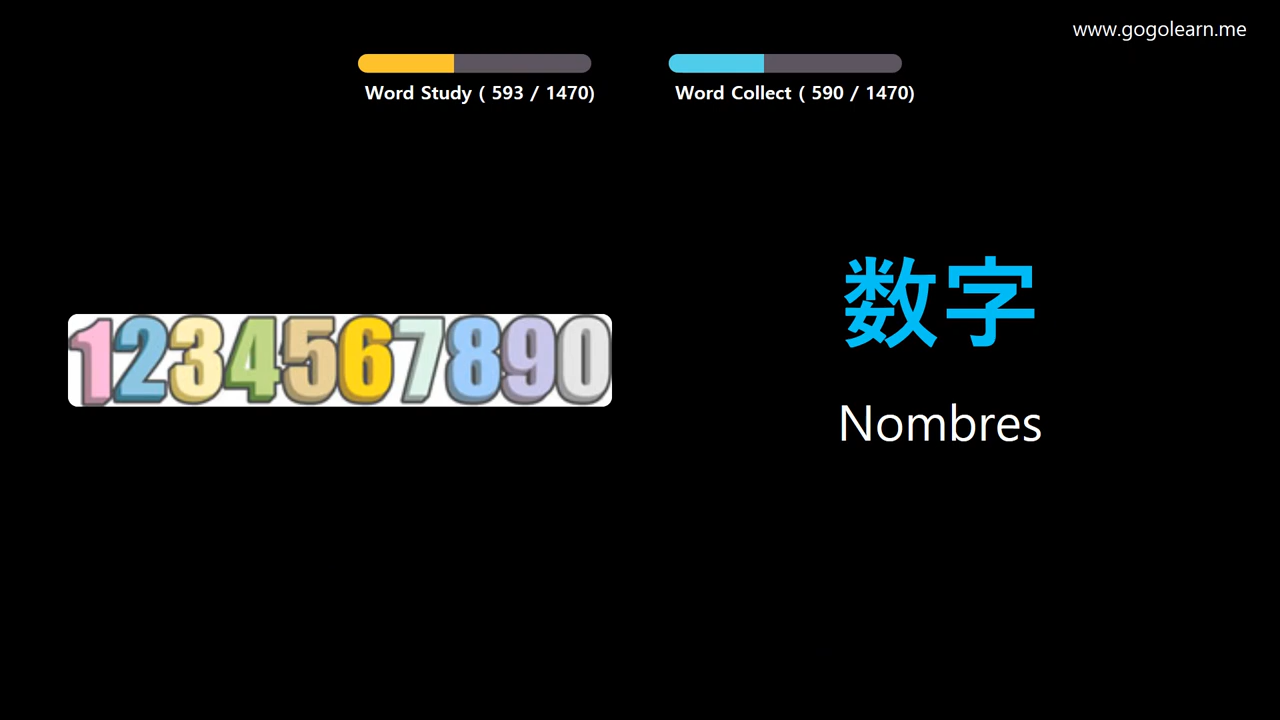 www.gogolearn.me
Word Study ( 593 / 1470)
Word Collect ( 590 / 1470)
1234567890
数字
Nombres